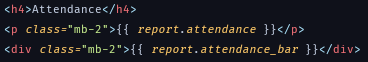 <h4>Attendance</h4>
<p class="mb-2">{{ report.attendance }}</p>
<div class="mb-2">{{ report.attendance_bar }}</div>